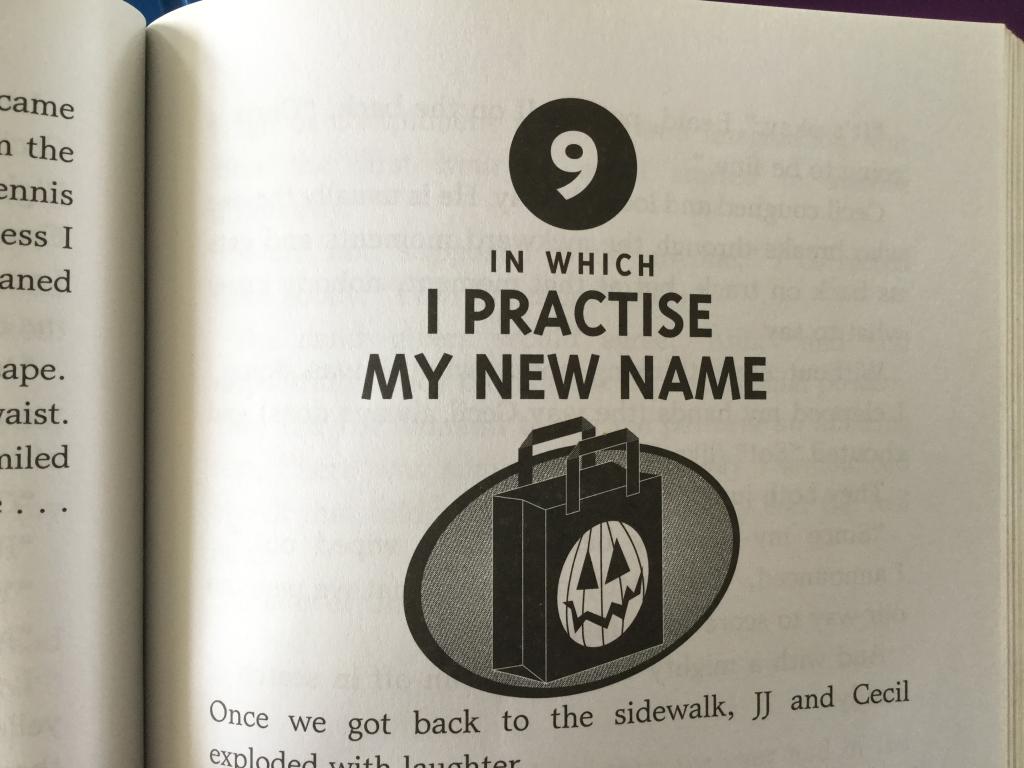 came
n the
ennis
ess I
aned
ape.
vaist.
niled
. . .
9
IN WHICH
I PRACTISE
MY NEW NAME
Once we got back to the sidewalk, JJ and Cecil
exploded with laughter.